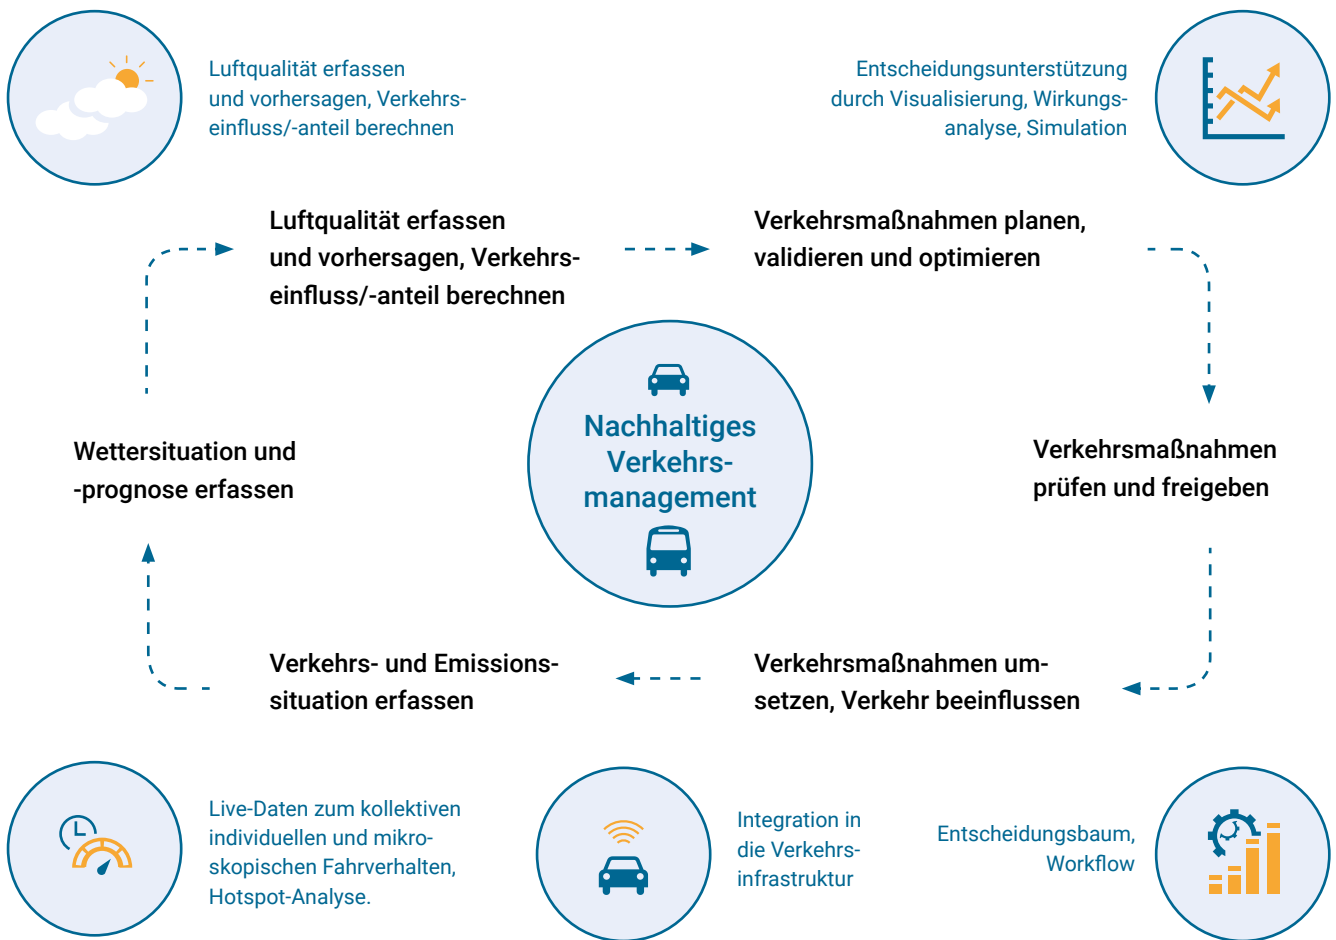 Luftqualität erfassen
und vorhersagen, Verkehrs-
einfluss/-anteil berechnen
Entscheidungsunterstützung
durch Visualisierung, Wirkungs-
analyse, Simulation
Luftqualität erfassen
und vorhersagen, Verkehrs-
einfluss/-anteil berechnen
Verkehrsmaßnahmen planen,
validieren und optimieren
Nachhaltiges
Verkehrs-
management
Wettersituation und
-prognose erfassen
Verkehrsmaßnahmen
prüfen und freigeben
Verkehrs- und Emissions-
situation erfassen
Verkehrsmaßnahmen um-
setzen, Verkehr beeinflussen
Live-Daten zum kollektiven
individuellen und mikro-
skopischen Fahrverhalten,
Hotspot-Analyse.
Integration in
die Verkehrs-
infrastruktur
Entscheidungsbaum,
Workflow